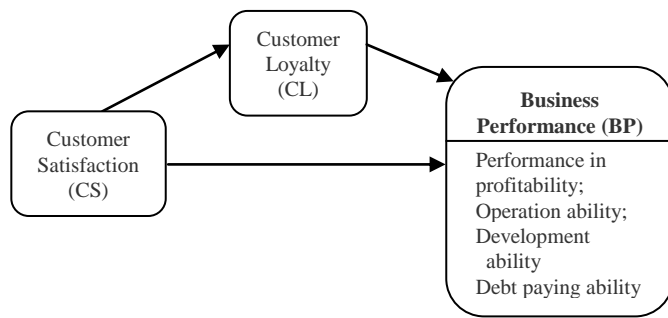 Customer
Loyalty
(CL)
Customer
Satisfaction
(CS)
Business
Performance (BP)
Performance in
profitability;
Operation ability;
Development
ability
Debt paying ability